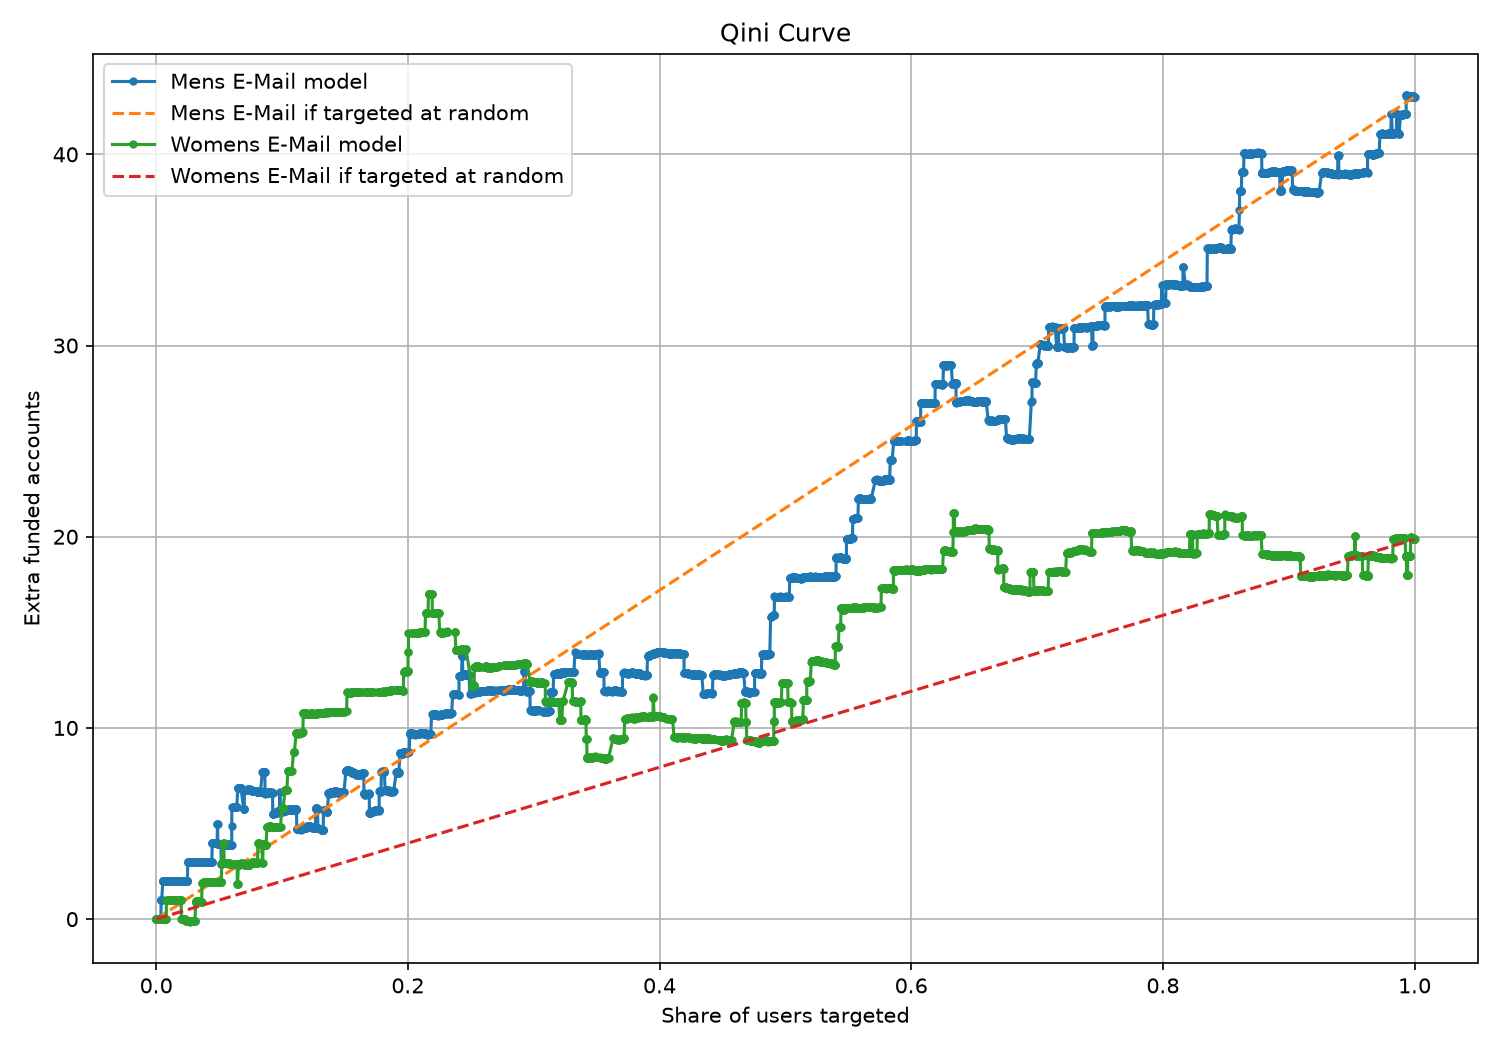 Qini Curve
Mens E-Mail model
Mens E-Mail if targeted at random
Womens E-Mail model
Womens E-Mail if targeted at random
Extra funded accounts
40
30
20
10
0
0.0 0.2 0.4 0.6 0.8 1.0
Share of users targeted